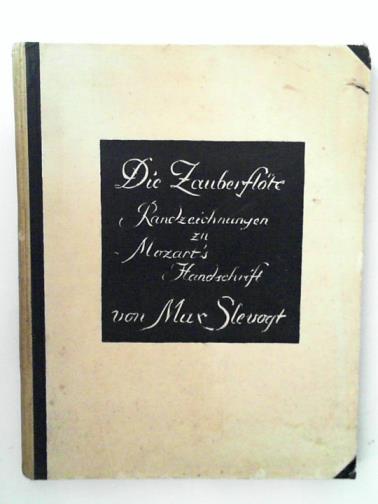 Die Zauberflöte
Randzeichnungen
zu
Mozart's
Handschrift
von Max Slevogt